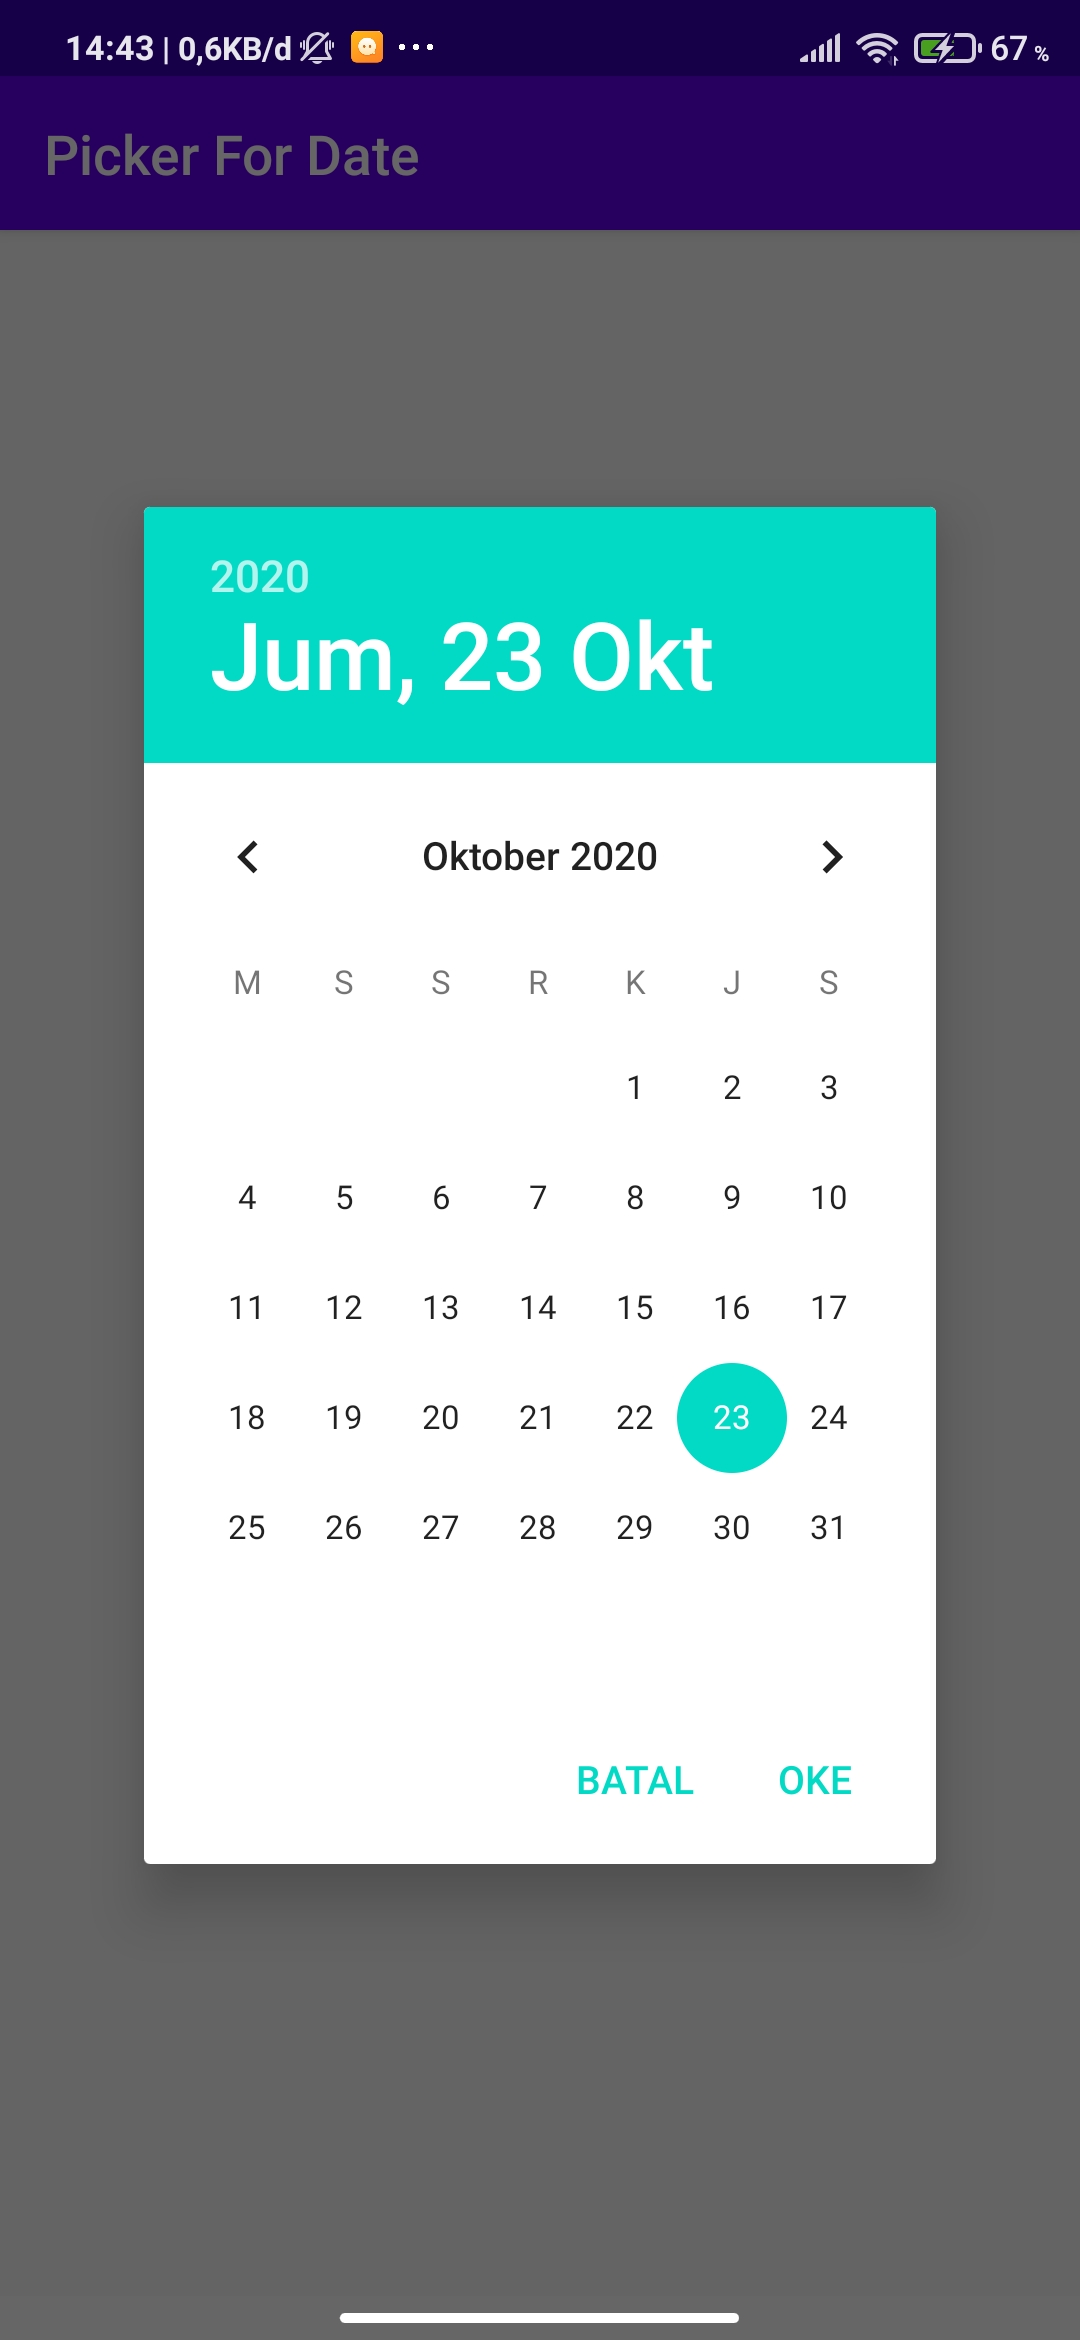 14:43 | 0,6KB/d ... 67 %
Picker For Date
2020
Jum, 23 Okt
Oktober 2020
M S S R K J S
1 2 3
4 5 6 7 8 9 10
11 12 13 14 15 16 17
18 19 20 21 22 23 24
25 26 27 28 29 30 31
BATAL OKE